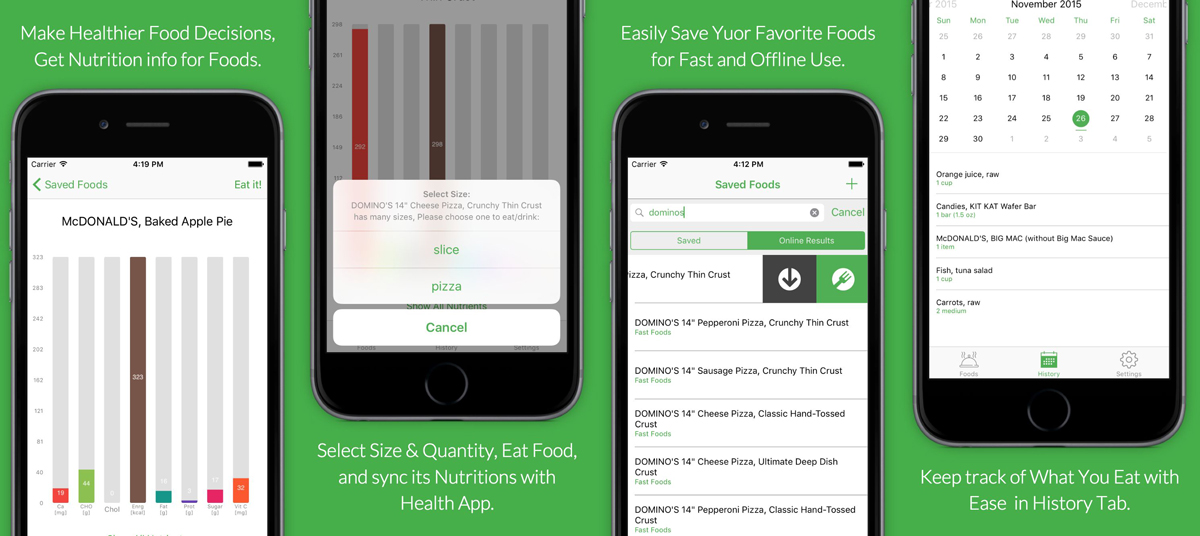 Make Healthier Food Decisions,
Get Nutrition info for Foods.
Carrier
4:19 PM
Saved Foods
Eat it!
McDONALD'S, Baked Apple Pie
323
283
242
202
162
121
81
40
0
19
44
323
32
Ca
[mg]
CHO
[g]
Chol
Enrg
[kcal]
Fat
[g]
Prot
[g]
Sugar
[g]
Vit C
[mg]
298
261
149
292
298
Select Size:
DOMINO'S 14" Cheese Pizza, Crunchy Thin Crust
has many sizes, Please choose one to eat/drink:
slice
pizza
Show All Nutrients
Cancel
Foods
History
Settings
Select Size & Quantity, Eat Food,
and sync its Nutritions with
Health App.
Easily Save Yuor Favorite Foods
for Fast and Offline Use.
Carrier
4:12 PM
Saved Foods
+
dominos
Cancel
Saved
Online Results
izza, Crunchy Thin Crust
DOMINO'S 14" Pepperoni Pizza, Crunchy Thin Crust
Fast Foods
DOMINO'S 14" Sausage Pizza, Crunchy Thin Crust
Fast Foods
DOMINO'S 14" Cheese Pizza, Classic Hand-Tossed
Crust
Fast Foods
DOMINO'S 14" Cheese Pizza, Ultimate Deep Dish
Crust
Fast Foods
DOMINO'S 14" Pepperoni Pizza, Classic Hand-Tossed
Crust
2015
November 2015
Decemb
Sun Mon Tue Wed Thu Fri Sat
25 26 27 28 29 30 31
1 2 3 4 5 6 7
8 9 10 11 12 13 14
15 16 17 18 19 20 21
22 23 24 25 26 27 28
29 30 1 2 3 4 5
Orange juice, raw
1 cup
Candies, KIT KAT Wafer Bar
1 bar (1.5 oz)
McDONALD'S, BIG MAC (without Big Mac Sauce)
1 item
Fish, tuna salad
1 cup
Carrots, raw
2 medium
Foods
History
Settings
Keep track of What You Eat with
Ease in History Tab.